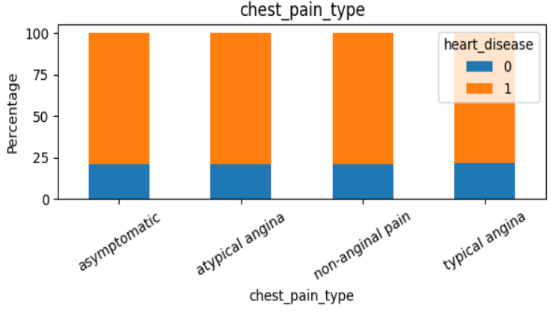 chest_pain_type
100
75
50
25
0
Percentage
heart_disease
0
1
asymptomatic
atypical angina
non-anginal pain
typical angina
chest_pain_type